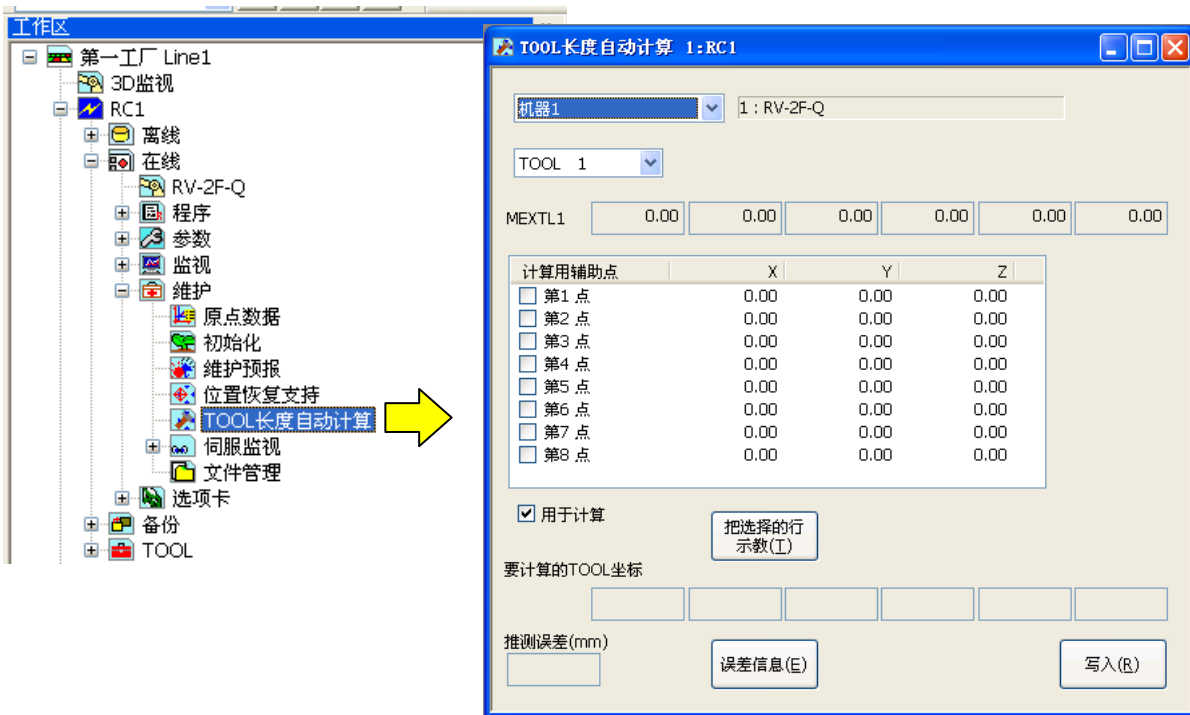 工作区
第一工厂 Line1
3D监视
RC1
离线
在线
RV-2F-Q
程序
参数
监视
维护
原点数据
初始化
维护预报
位置恢复支持
TOOL长度自动计算
伺服监视
文件管理
选项卡
备份
TOOL
TOOL长度自动计算 1:RC1
机器1 1：RV-2F-Q
TOOL 1
MEXTL1 0.00 0.00 0.00 0.00 0.00 0.00
计算用辅助点 X Y Z
第1 点 0.00 0.00 0.00
第2 点 0.00 0.00 0.00
第3 点 0.00 0.00 0.00
第4 点 0.00 0.00 0.00
第5 点 0.00 0.00 0.00
第6 点 0.00 0.00 0.00
第7 点 0.00 0.00 0.00
第8 点 0.00 0.00 0.00
用于计算
把选择的行
示教(T)
要计算的TOOL坐标
推测误差(mm)
误差信息(E)
写入(R)